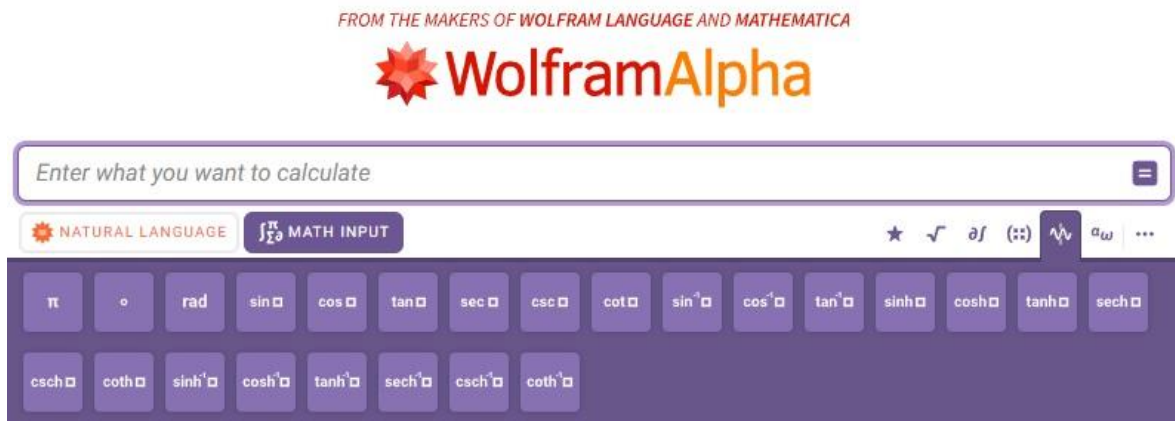 FROM THE MAKERS OF WOLFRAM LANGUAGE AND MATHEMATICA
WolframAlpha
Enter what you want to calculate
=
NATURAL LANGUAGE ∫Σ∂π MATH INPUT ★ √ ∂∫ (::) αω ...
π ° rad sin□ cos□ tan□ sec□ csc□ cot□ sin⁻¹□ cos⁻¹□ tan⁻¹□ sinh□ cosh□ tanh□ sech□
csch□ coth□ sinh⁻¹□ cosh⁻¹□ tanh⁻¹□ sech⁻¹□ csch⁻¹□ coth⁻¹□